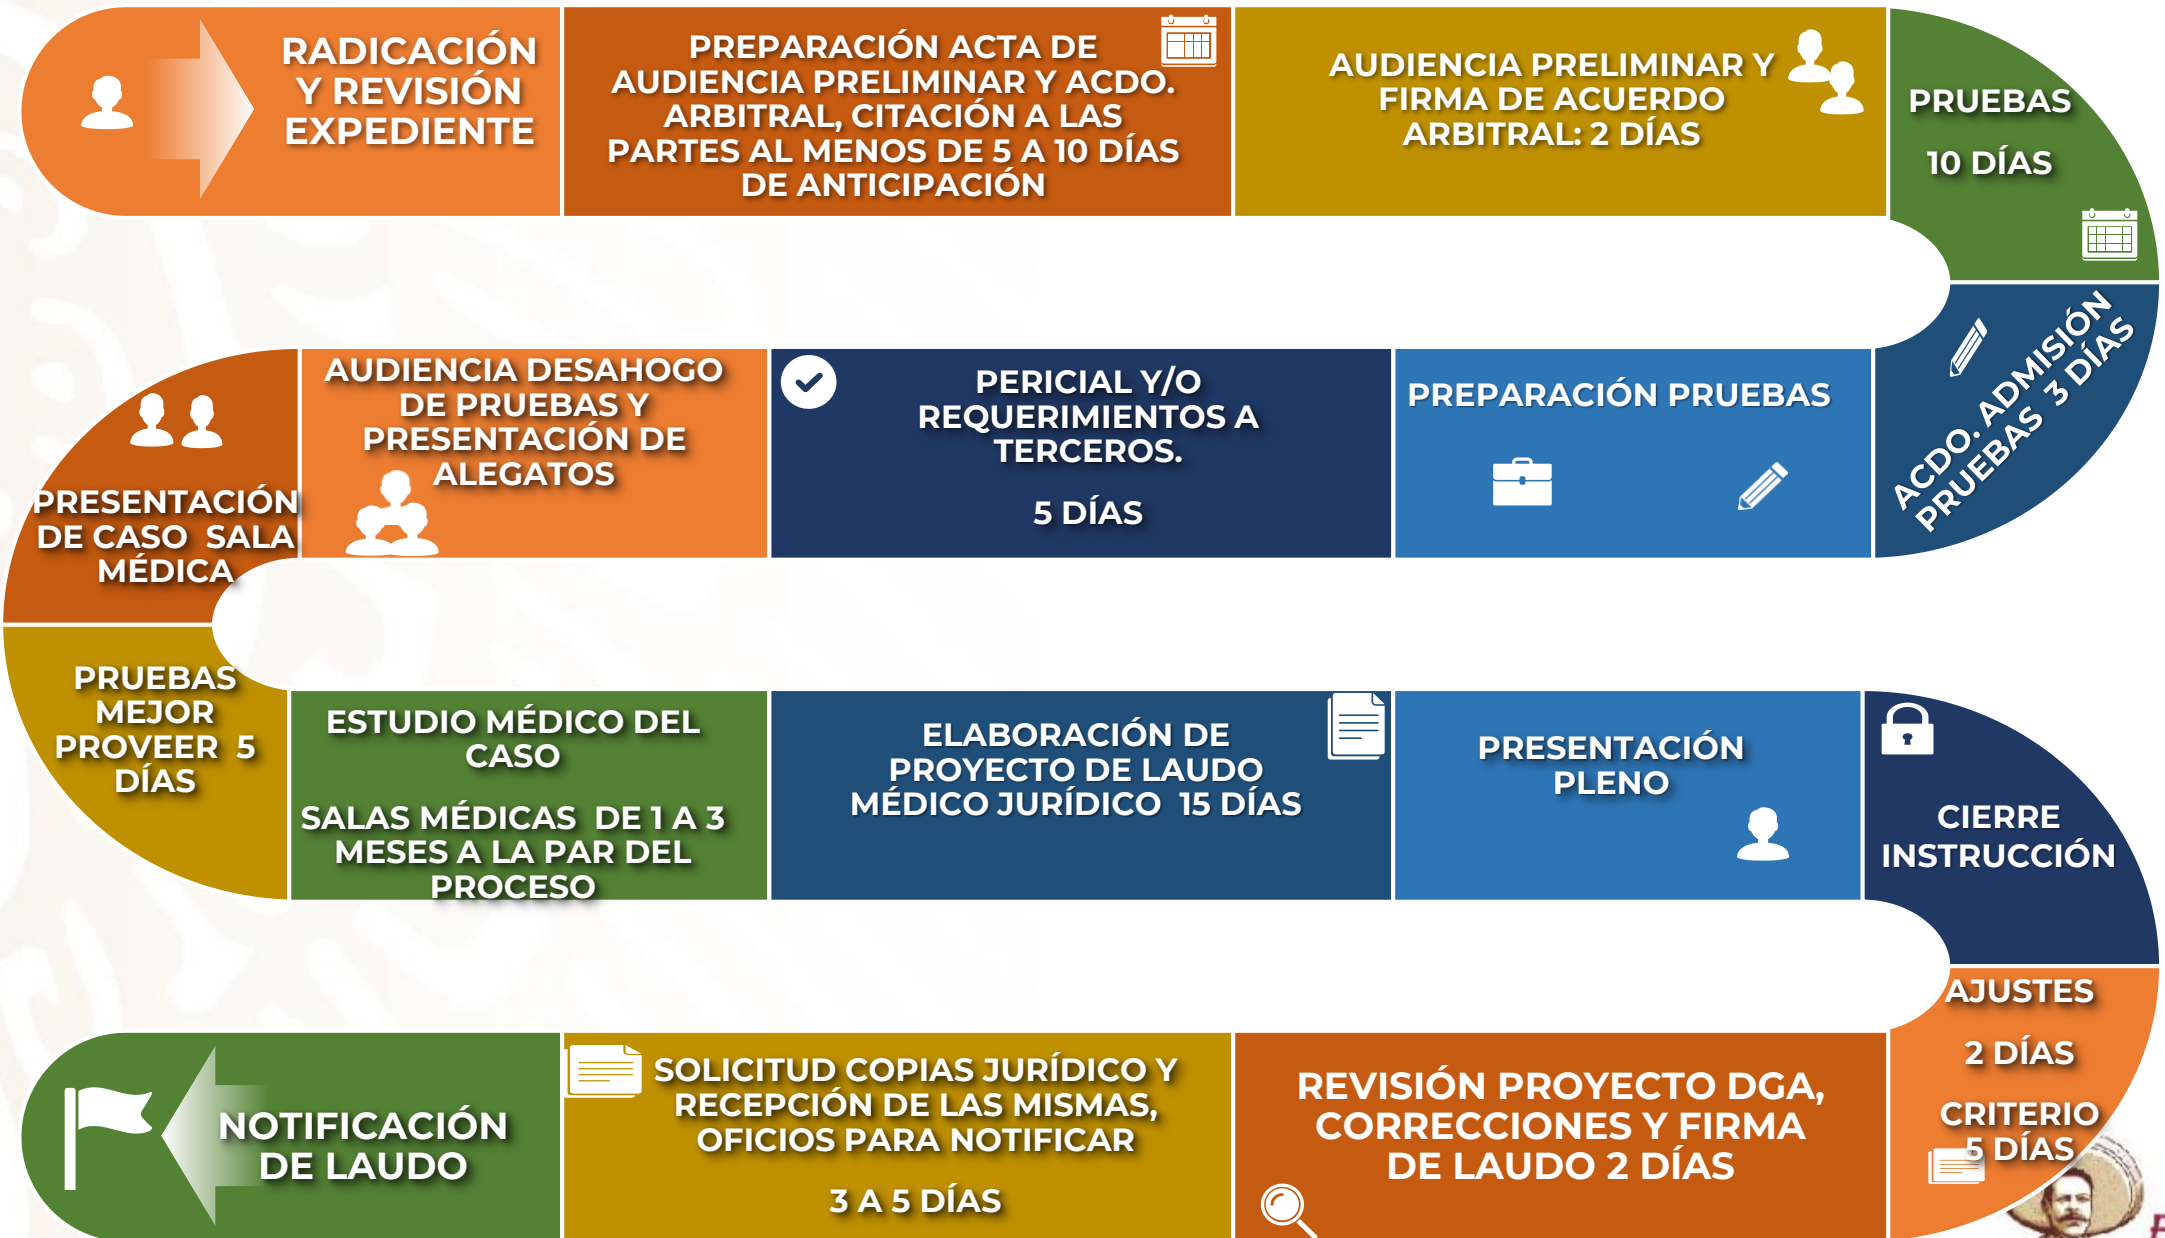 RADICACIÓN
Y REVISIÓN
EXPEDIENTE
PREPARACIÓN ACTA DE
AUDIENCIA PRELIMINAR Y ACDO.
ARBITRAL, CITACIÓN A LAS
PARTES AL MENOS DE 5 A 10 DÍAS
DE ANTICIPACIÓN
AUDIENCIA PRELIMINAR Y
FIRMA DE ACUERDO
ARBITRAL: 2 DÍAS
PRUEBAS
10 DÍAS
ACDO. ADMISIÓN
PRUEBAS 3 DÍAS
PREPARACIÓN PRUEBAS
PERICIAL Y/O
REQUERIMIENTOS A
TERCEROS.
5 DÍAS
AUDIENCIA DESAHOGO
DE PRUEBAS Y
PRESENTACIÓN DE
ALEGATOS
PRESENTACIÓN
DE CASO SALA
MÉDICA
PRUEBAS
MEJOR
PROVEER 5
DÍAS
ESTUDIO MÉDICO DEL
CASO
SALAS MÉDICAS DE 1 A 3
MESES A LA PAR DEL
PROCESO
ELABORACIÓN DE
PROYECTO DE LAUDO
MÉDICO JURÍDICO 15 DÍAS
PRESENTACIÓN
PLENO
CIERRE
INSTRUCCIÓN
AJUSTES
2 DÍAS
CRITERIO
5 DÍAS
REVISIÓN PROYECTO DGA,
CORRECCIONES Y FIRMA
DE LAUDO 2 DÍAS
SOLICITUD COPIAS JURÍDICO Y
RECEPCIÓN DE LAS MISMAS,
OFICIOS PARA NOTIFICAR
3 A 5 DÍAS
NOTIFICACIÓN
DE LAUDO